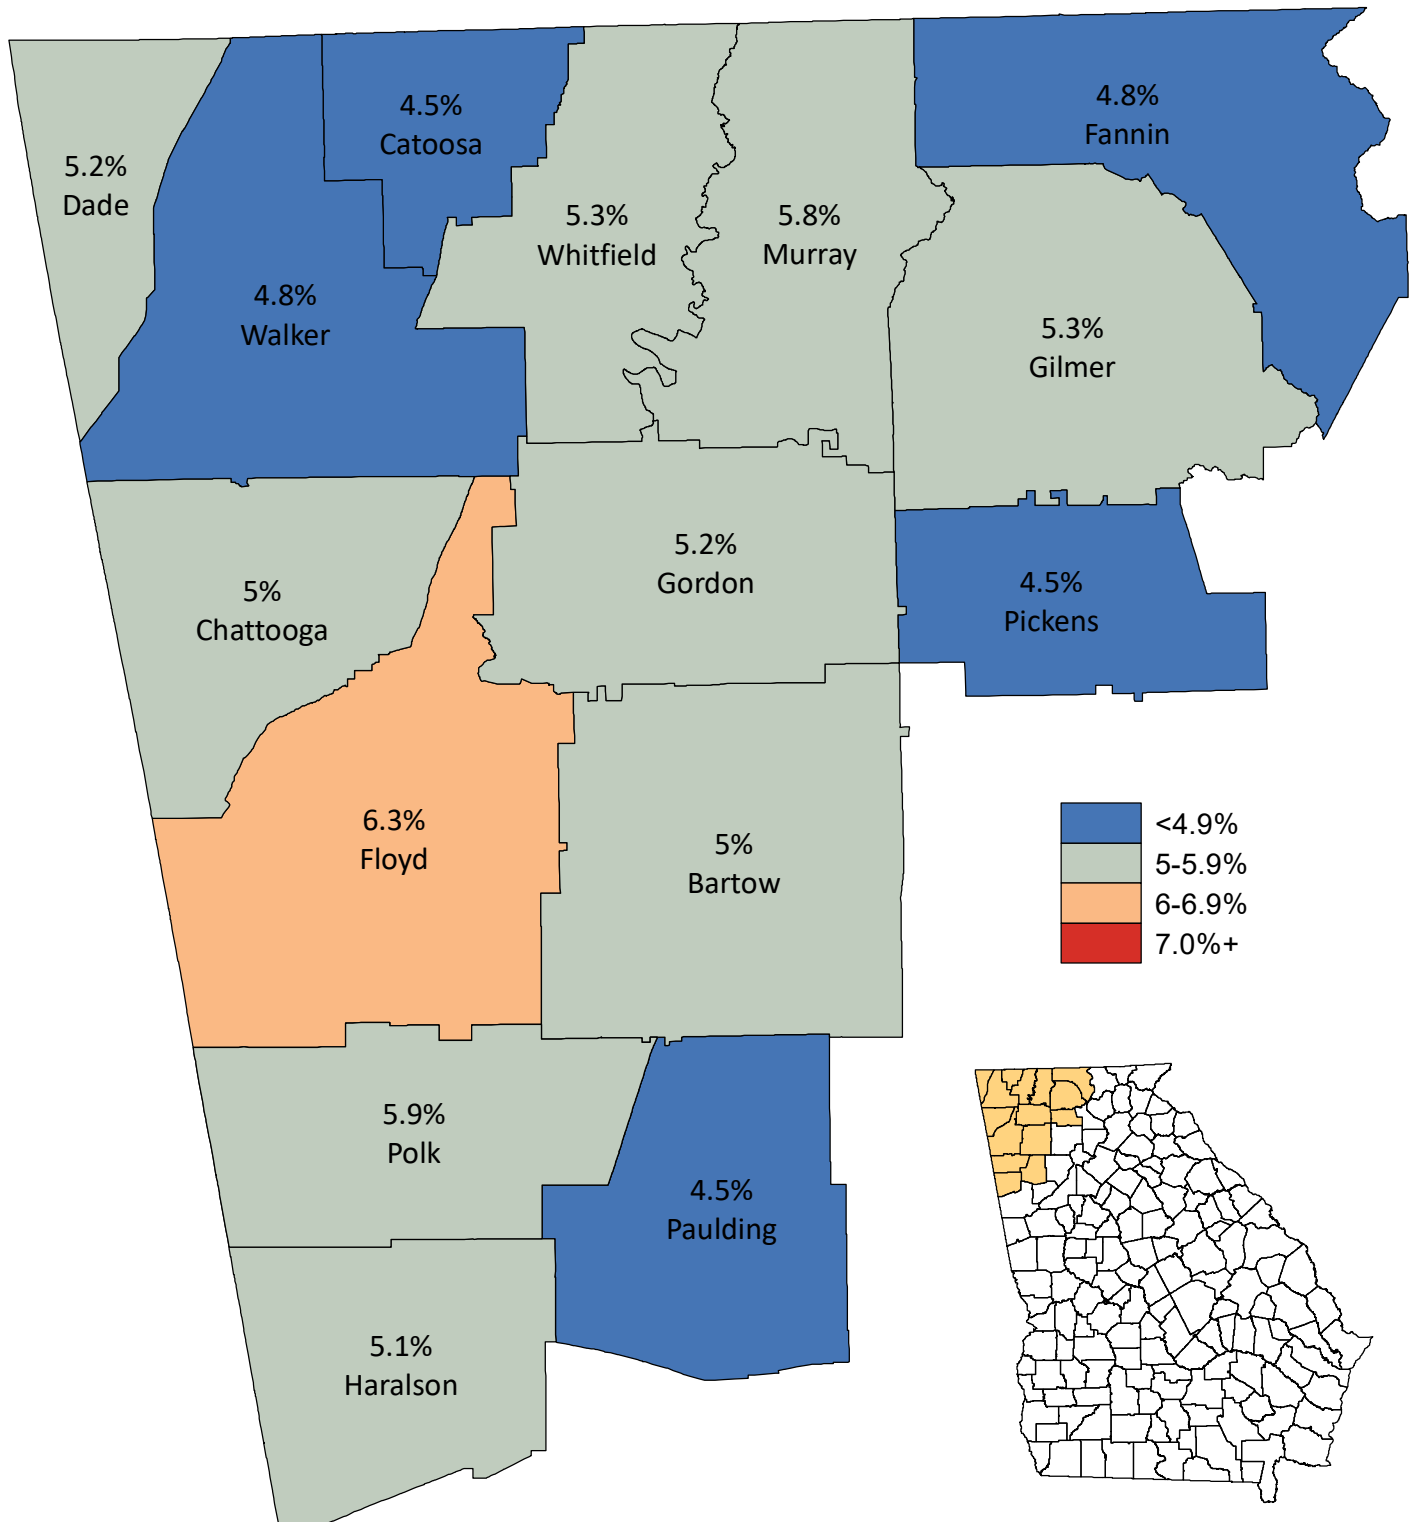 4.5%
Catoosa
4.8%
Fannin
5.2%
Dade
5.3%
Whitfield
5.8%
Murray
4.8%
Walker
5.3%
Gilmer
5.2%
Gordon
5%
Chattooga
4.5%
Pickens
6.3%
Floyd
5%
Bartow
<4.9%
5-5.9%
6-6.9%
7.0%+
5.9%
Polk
4.5%
Paulding
5.1%
Haralson